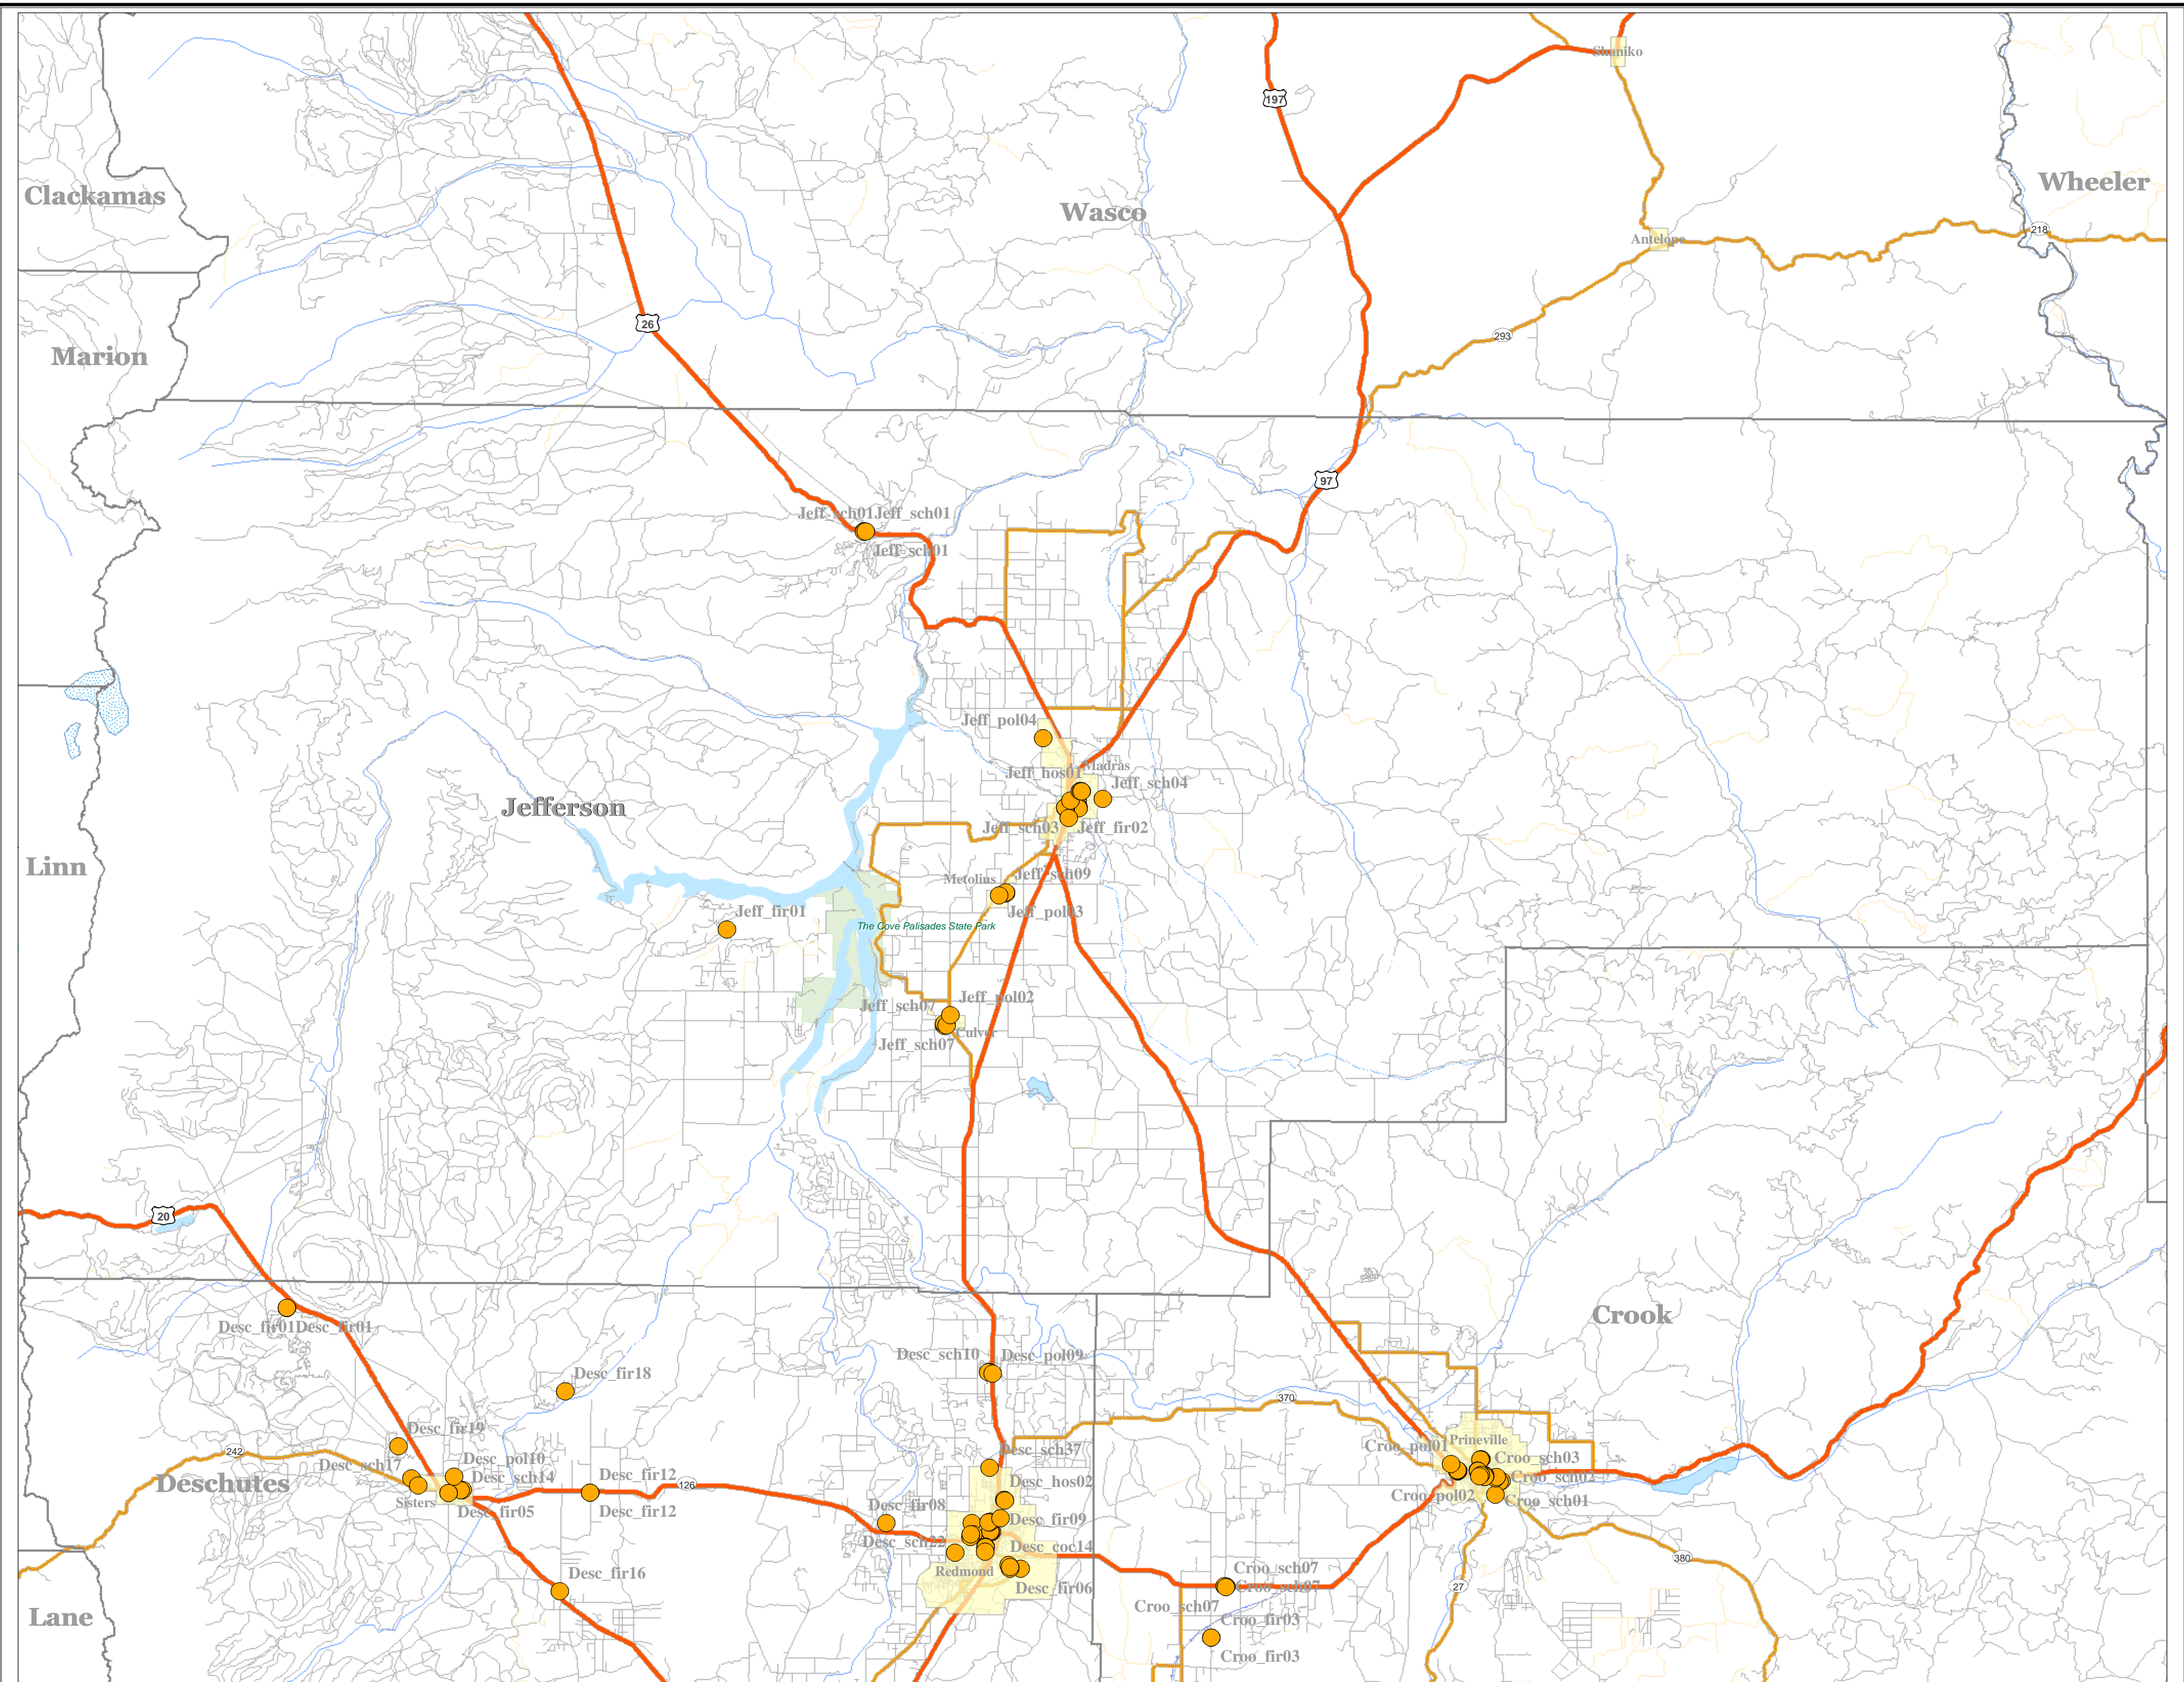 Shaniko
197
Clackamas
Wheeler
Wasco
218
Antelope
26
293
Marion
97
Jeff_sch01Jeff_sch01
Jeff_sch01
Jeff_pol04
Madras
Jeff_hos01
Jeff_sch04
Jefferson
Jeff_sch03
Jeff_fir02
Linn
Jeff_sch09
Metolius
Jeff_fir01
Jeff_pol03
The Cove Palisades State Park
Jeff_pol02
Jeff_sch07
Culver
Jeff_sch07
20
Crook
Desc_fir01Desc_fir01
Desc_sch10
Desc_pol09
Desc_fir18
370
Desc_fir19
Prineville
Croo_pol01
242
Desc_sch37
Desc_pol10
Croo_sch03
Desc_sch17
Desc_sch14
Desc_fir12
Croo_sch02
Deschutes
Desc_hos02
126
Croo_pol02
Sisters
Croo_sch01
Desc_fir08
Desc_fir05
Desc_fir12
Desc_fir09
Desc_sch22
Desc_coc14
380
Croo_sch07
Redmond
Desc_fir16
Desc_fir06
Croo_sch07
27
Croo_sch07
Lane
Croo_fir03
Croo_fir03